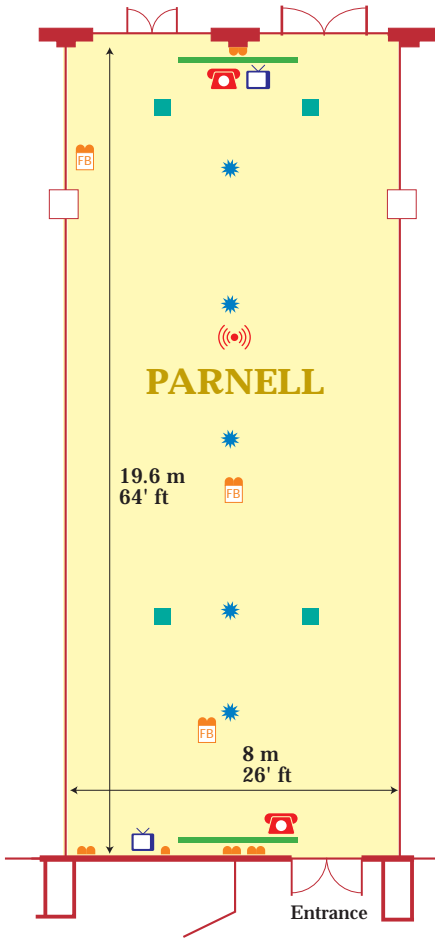 FB
PARNELL
19.6 m
64' ft
FB
FB
8 m
26' ft
Entrance